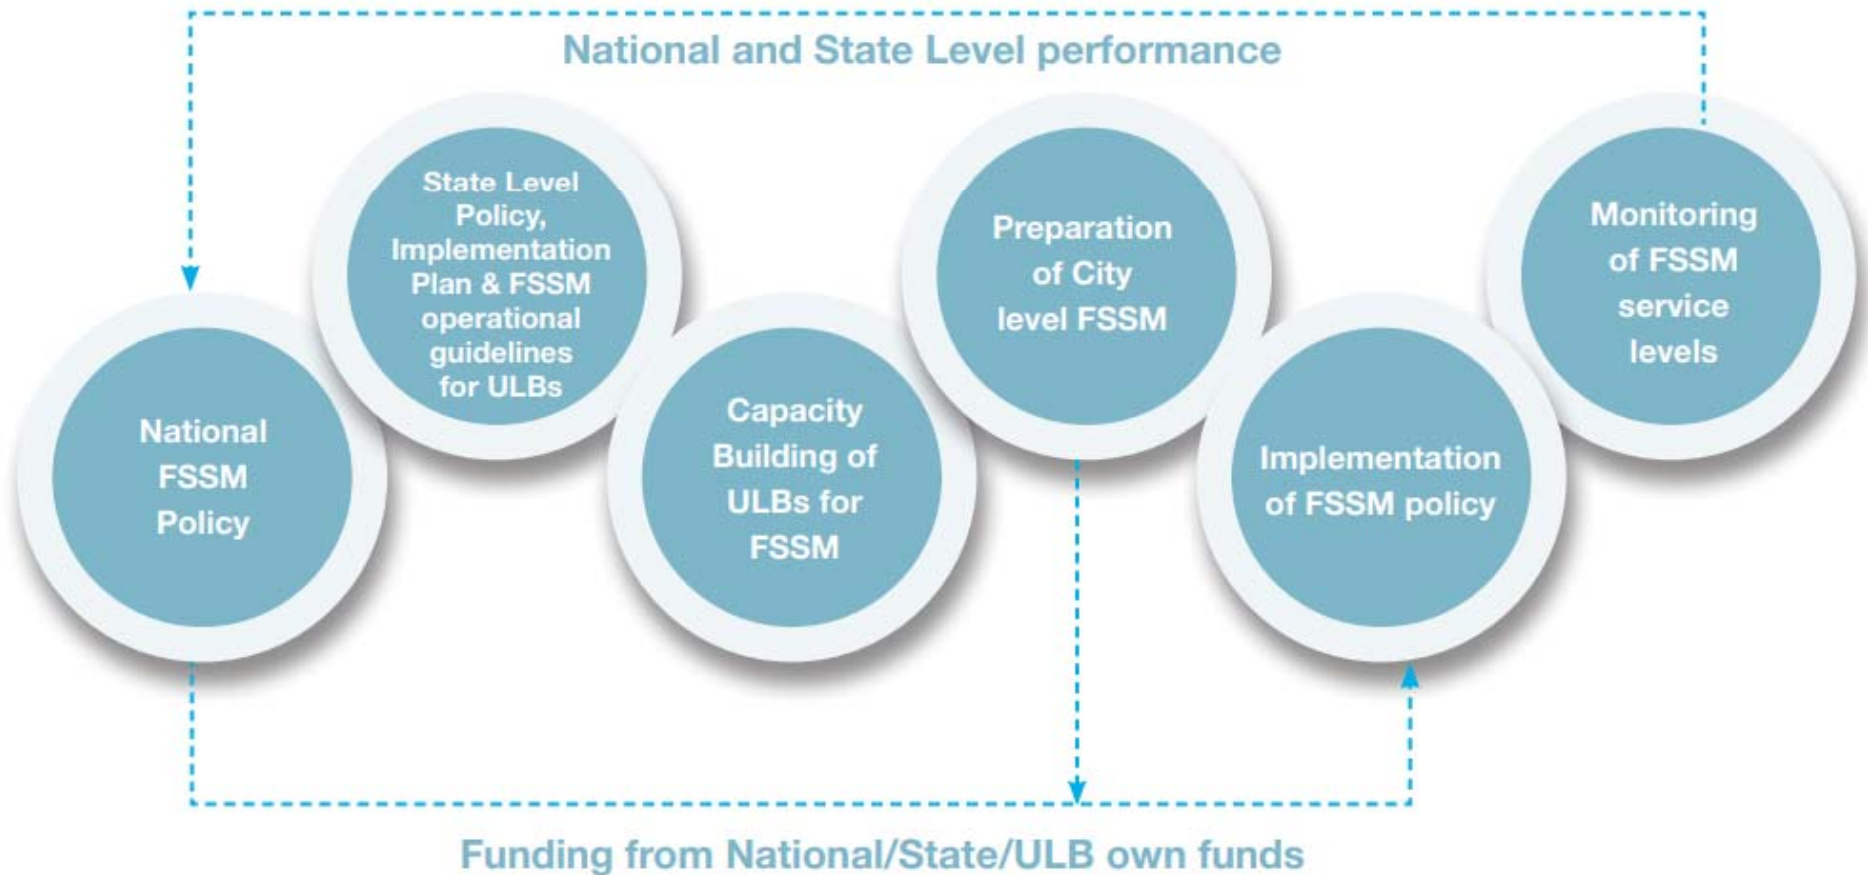 National and State Level performance
National
FSSM
Policy
State Level
Policy,
Implementation
Plan & FSSM
operational
guidelines
for ULBs
Capacity
Building of
ULBs for
FSSM
Preparation
of City
level FSSM
Implementation
of FSSM policy
Monitoring
of FSSM
service
levels
Funding from National/State/ULB own funds